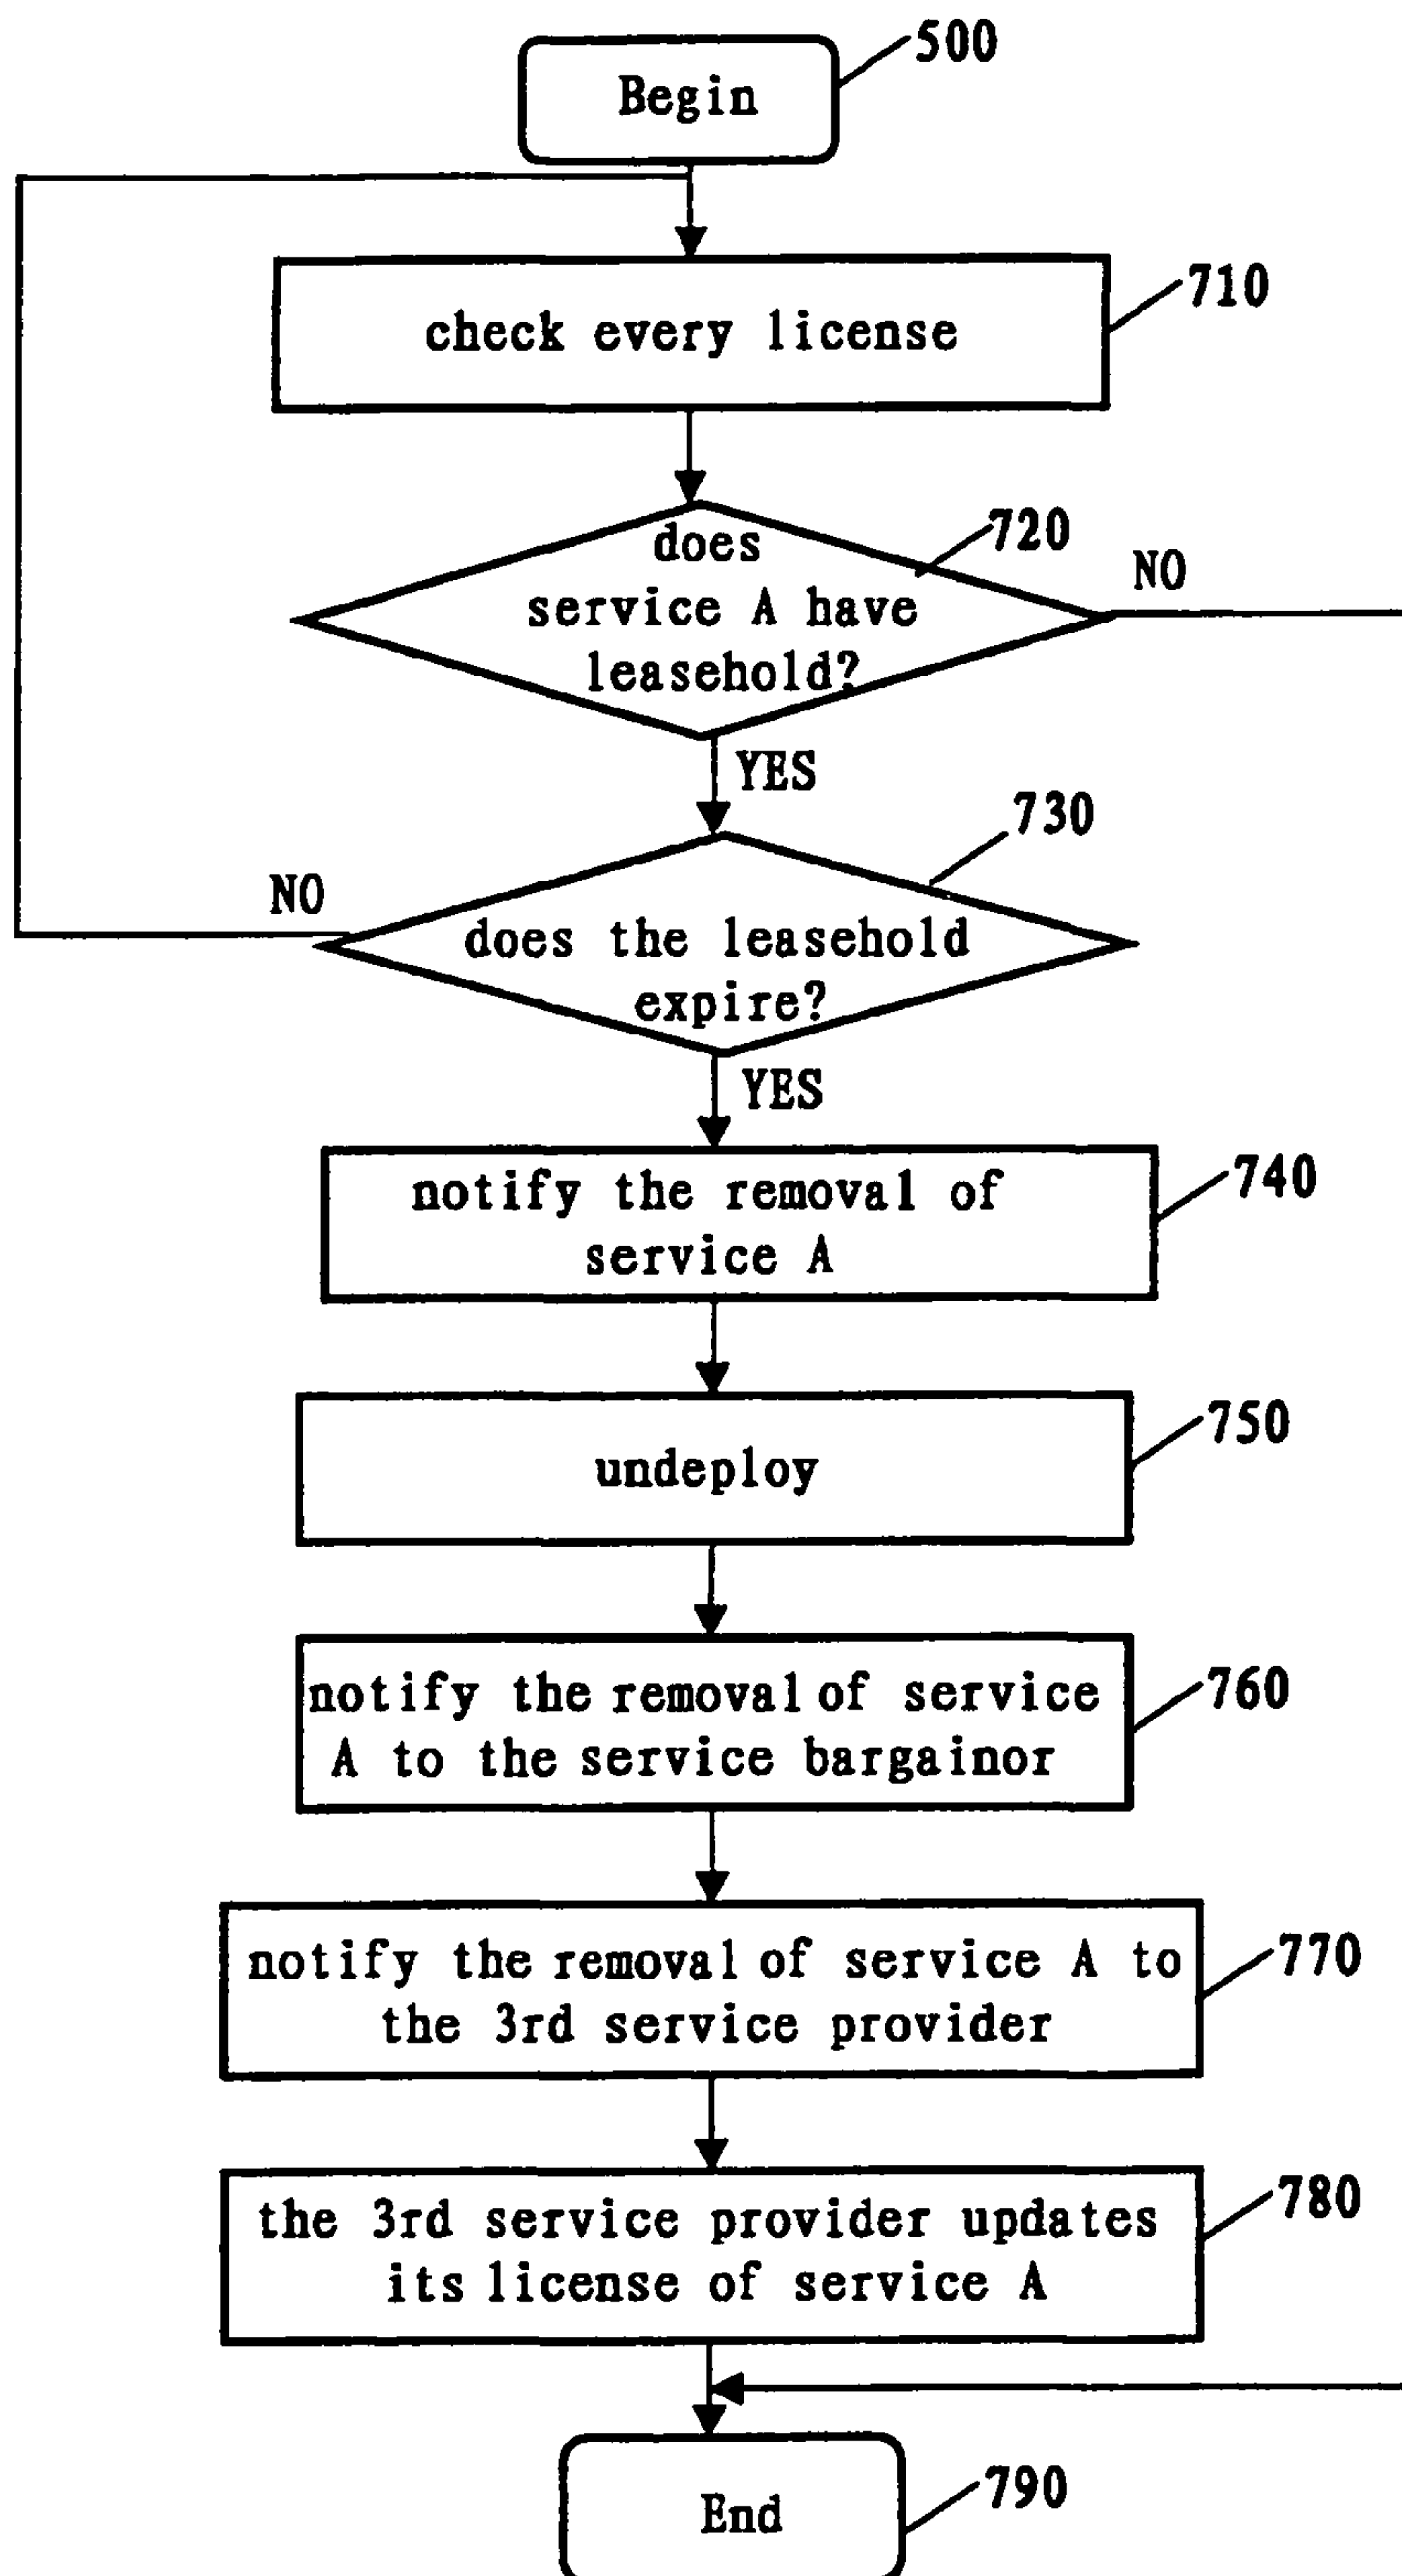 Begin
500
check every license
710
does
service A have
leasehold?
720
NO
YES
730
NO
does the leasehold
expire?
YES
notify the removal of
service A
740
undeploy
750
notify the removal of service
A to the service bargainor
760
notify the removal of service A to
the 3rd service provider
770
the 3rd service provider updates
its license of service A
780
End
790